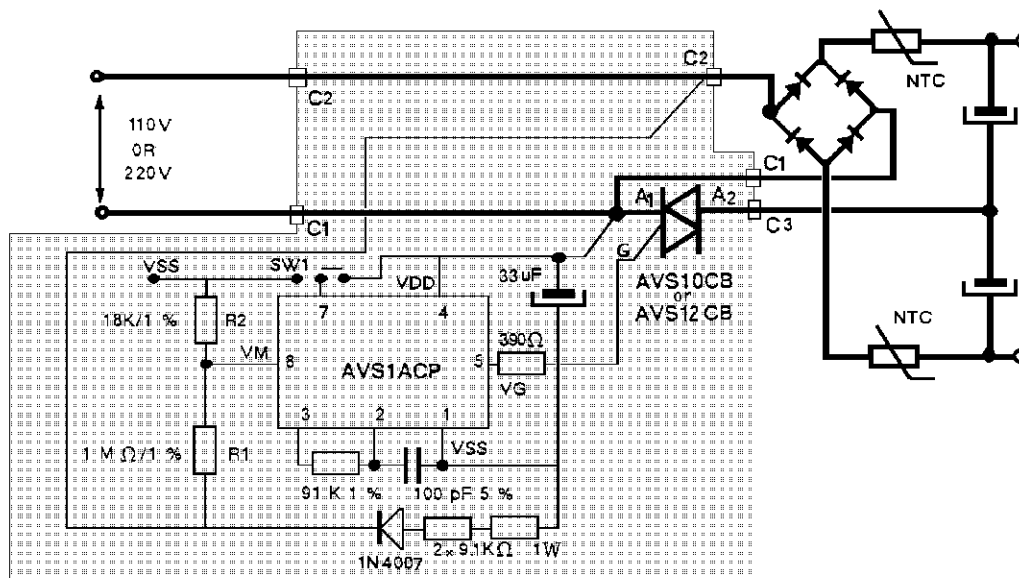 C2
NTC
C2
110V
OR
220V
C1
A1
A2
C3
C1
G
VSS
SW1
VDD
33uF
AVS10CB
or
AVS12CB
7
4
18K/1 %
R2
390Ω
NTC
VM
8
AVS1ACP
5
VG
3
2
1
VSS
1 MΩ/1 %
R1
91 K 1 %
100 pF 5 %
1N4007
2×9.1KΩ
1W